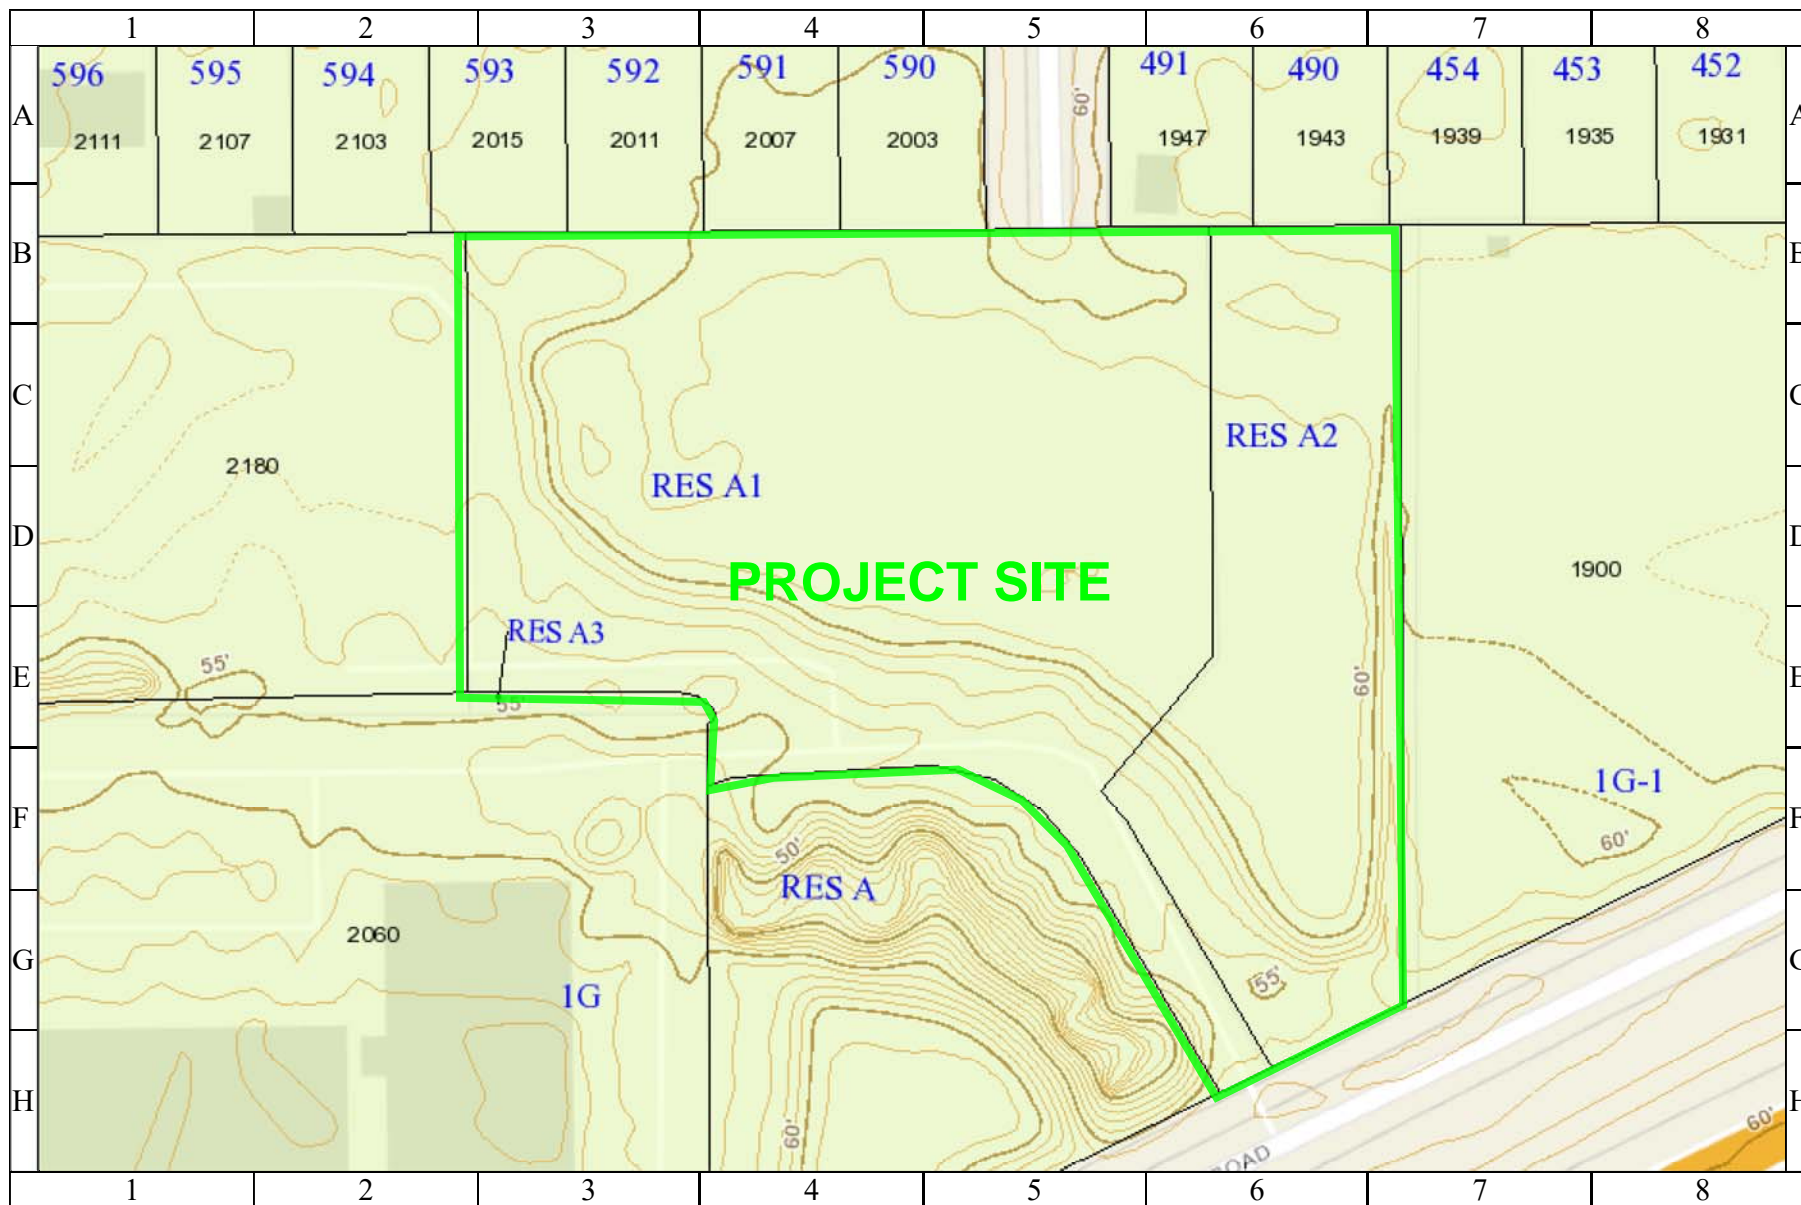 1 2 3 4 5 6 7 8
596 595 594 593 592 591 590 491 490 454 453 452
A 60' A
2111 2107 2103 2015 2011 2007 2003 1947 1943 1939 1935 1931
B
C
RES A2
2180
RES A1
D
PROJECT SITE
1900
RES A3
55'
E 60' E
55'
1G-1
F
60'
50'
RES A
2060
G
55'
1G
H
60'
60'
OAD
1 2 3 4 5 6 7 8